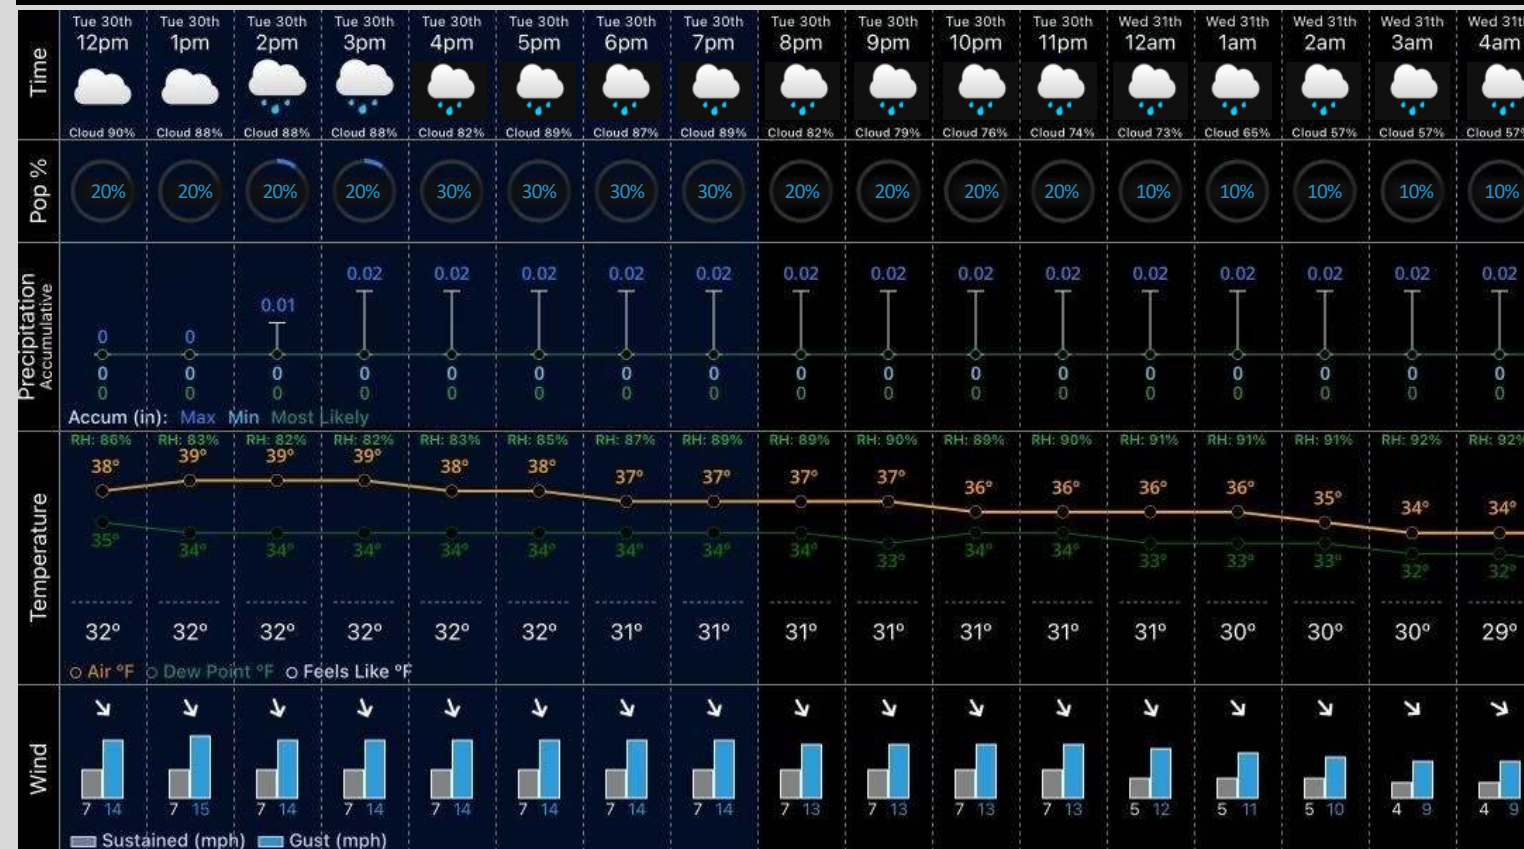 Tue 30th Tue 30th Tue 30th Tue 30th Tue 30th Tue 30th Tue 30th Tue 30th Tue 30th Tue 30th Tue 30th Tue 30th Wed 31th Wed 31th Wed 31th Wed 31th Wed 31th
Time 12pm 1pm 2pm 3pm 4pm 5pm 6pm 7pm 8pm 9pm 10pm 11pm 12am 1am 2am 3am 4am
Cloud 90% Cloud 88% Cloud 88% Cloud 88% Cloud 82% Cloud 89% Cloud 87% Cloud 89% Cloud 82% Cloud 79% Cloud 76% Cloud 74% Cloud 73% Cloud 65% Cloud 57% Cloud 57% Cloud 57%
Pop % 20% 20% 20% 20% 30% 30% 30% 30% 20% 20% 20% 20% 10% 10% 10% 10% 10%
Precipitation
Accumulative
0 0 0.01 0.02 0.02 0.02 0.02 0.02 0.02 0.02 0.02 0.02 0.02 0.02 0.02 0.02 0.02
0 0 0 0 0 0 0 0 0 0 0 0 0 0 0 0 0
0 0 0 0 0 0 0 0 0 0 0 0 0 0 0 0 0
Accum (in): Max Min Most Likely
Temperature
RH: 86% RH: 83% RH: 82% RH: 82% RH: 83% RH: 85% RH: 87% RH: 89% RH: 89% RH: 90% RH: 89% RH: 90% RH: 91% RH: 91% RH: 91% RH: 92% RH: 92%
38° 39° 39° 39° 38° 38° 37° 37° 37° 37° 36° 36° 36° 36° 35° 34° 34°
35° 34° 34° 34° 34° 34° 34° 34° 34° 33° 34° 34° 33° 33° 33° 32° 32°
32° 32° 32° 32° 32° 32° 31° 31° 31° 31° 31° 31° 31° 30° 30° 30° 29°
Air °F Dew Point °F Feels Like °F
Wind
7 14 7 15 7 14 7 14 7 14 7 14 7 14 7 14 7 13 7 13 7 13 7 13 5 12 5 11 5 10 4 9 4 9
Sustained (mph) Gust (mph)